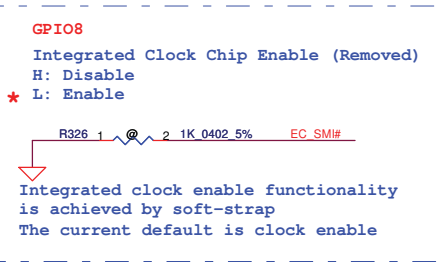 GPIO8
Integrated Clock Chip Enable (Removed)
H: Disable
* L: Enable
R326 1 @ 2 1K_0402_5% EC_SMI#
Integrated clock enable functionality
is achieved by soft-strap
The current default is clock enable